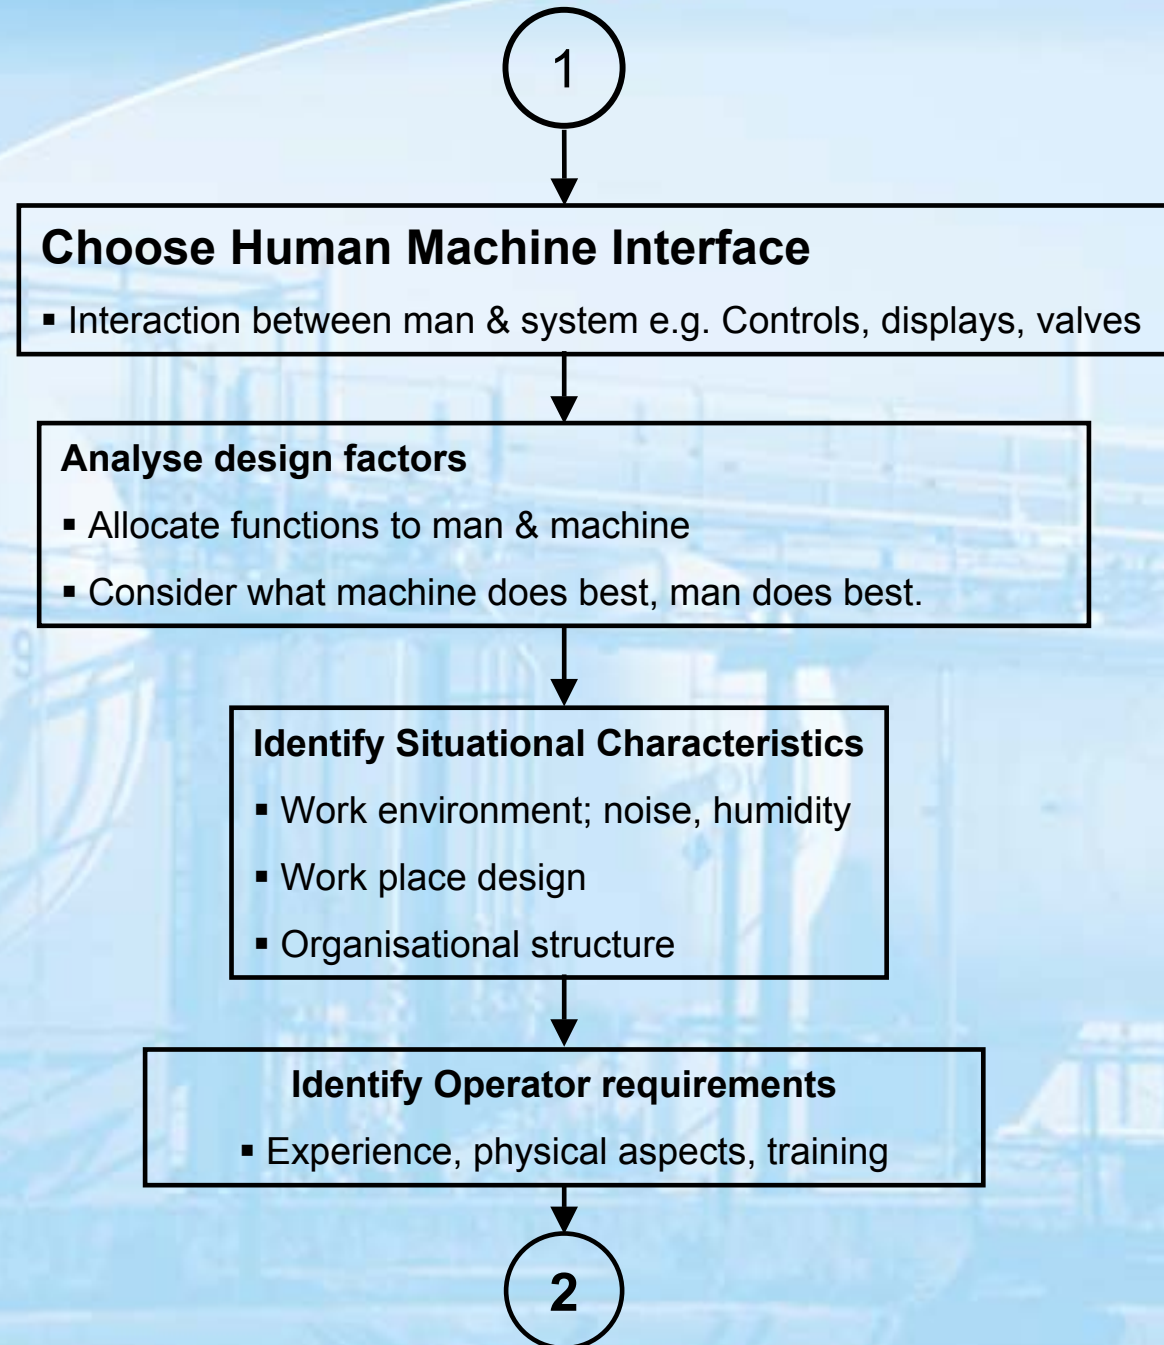 1
Choose Human Machine Interface
▪ Interaction between man & system e.g. Controls, displays, valves
Analyse design factors
▪ Allocate functions to man & machine
▪ Consider what machine does best, man does best.
9
Identify Situational Characteristics
▪ Work environment; noise, humidity
▪ Work place design
▪ Organisational structure
Identify Operator requirements
▪ Experience, physical aspects, training
2